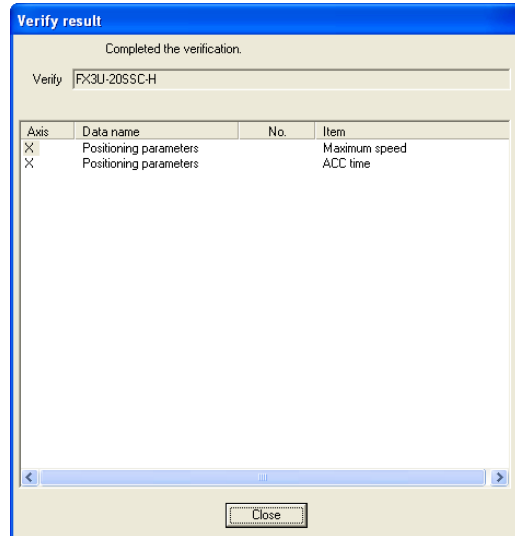 Verify result
Completed the verification.
Verify FX3U-20SSC-H
Axis Data name No. Item
X Positioning parameters Maximum speed
X Positioning parameters ACC time
Close